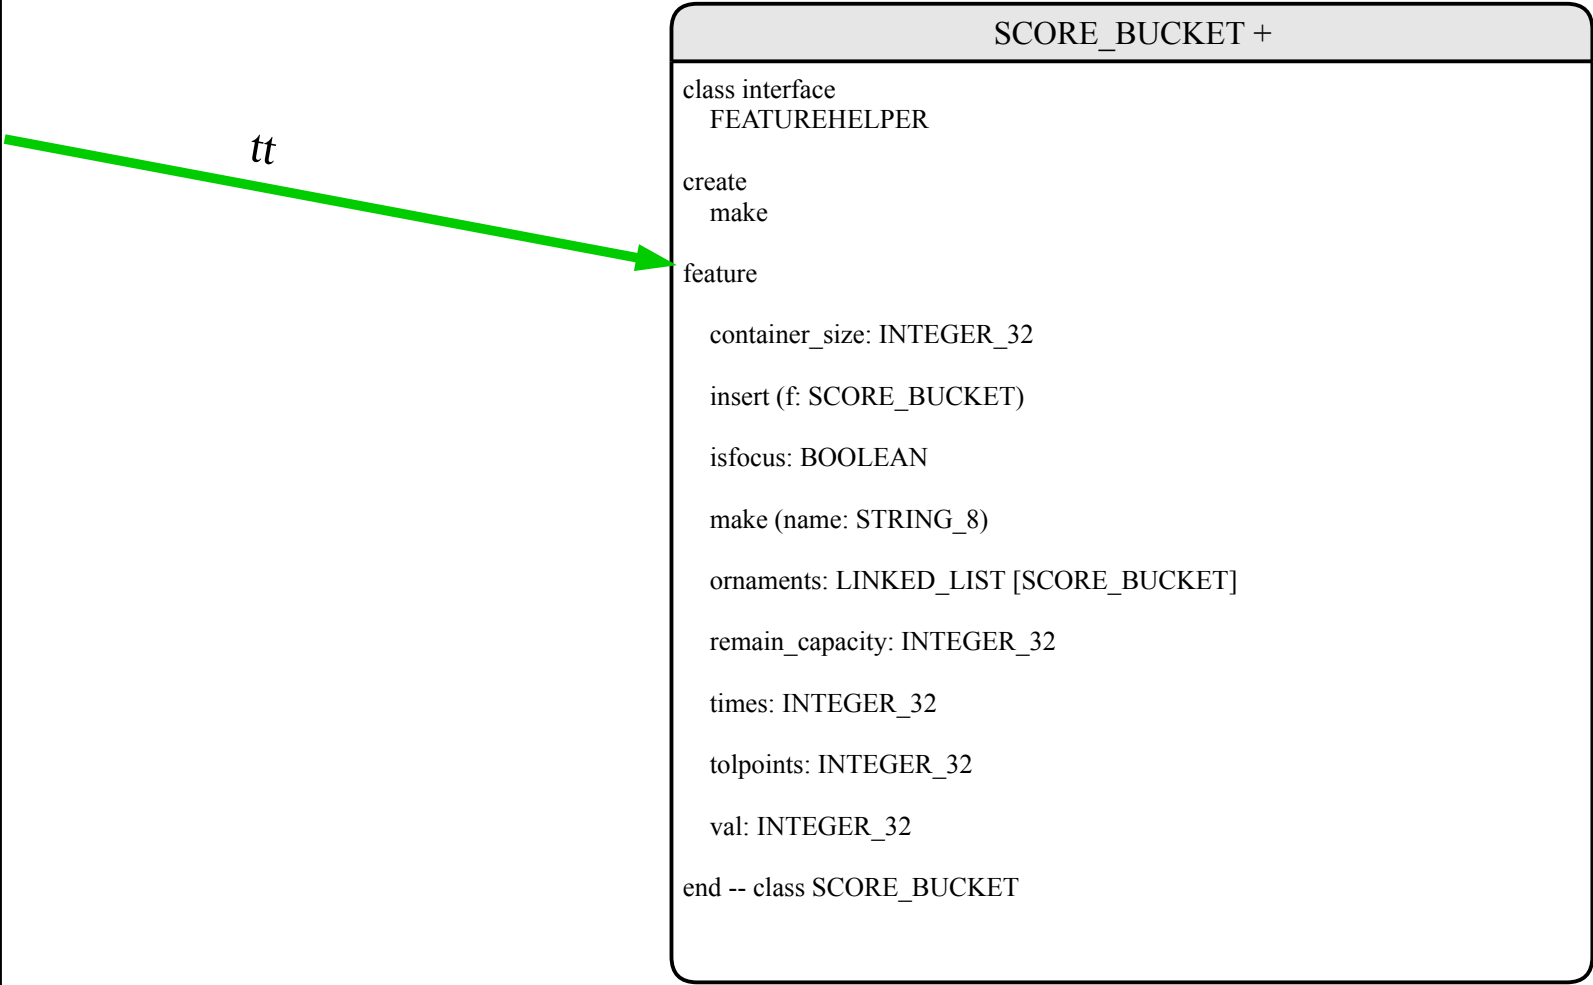 SCORE_BUCKET +
tt
class interface
FEATUREHELPER
create
make
feature
container_size: INTEGER_32
insert (f: SCORE_BUCKET)
isfocus: BOOLEAN
make (name: STRING_8)
ornaments: LINKED_LIST [SCORE_BUCKET]
remain_capacity: INTEGER_32
times: INTEGER_32
tolpoints: INTEGER_32
val: INTEGER_32
end -- class SCORE_BUCKET